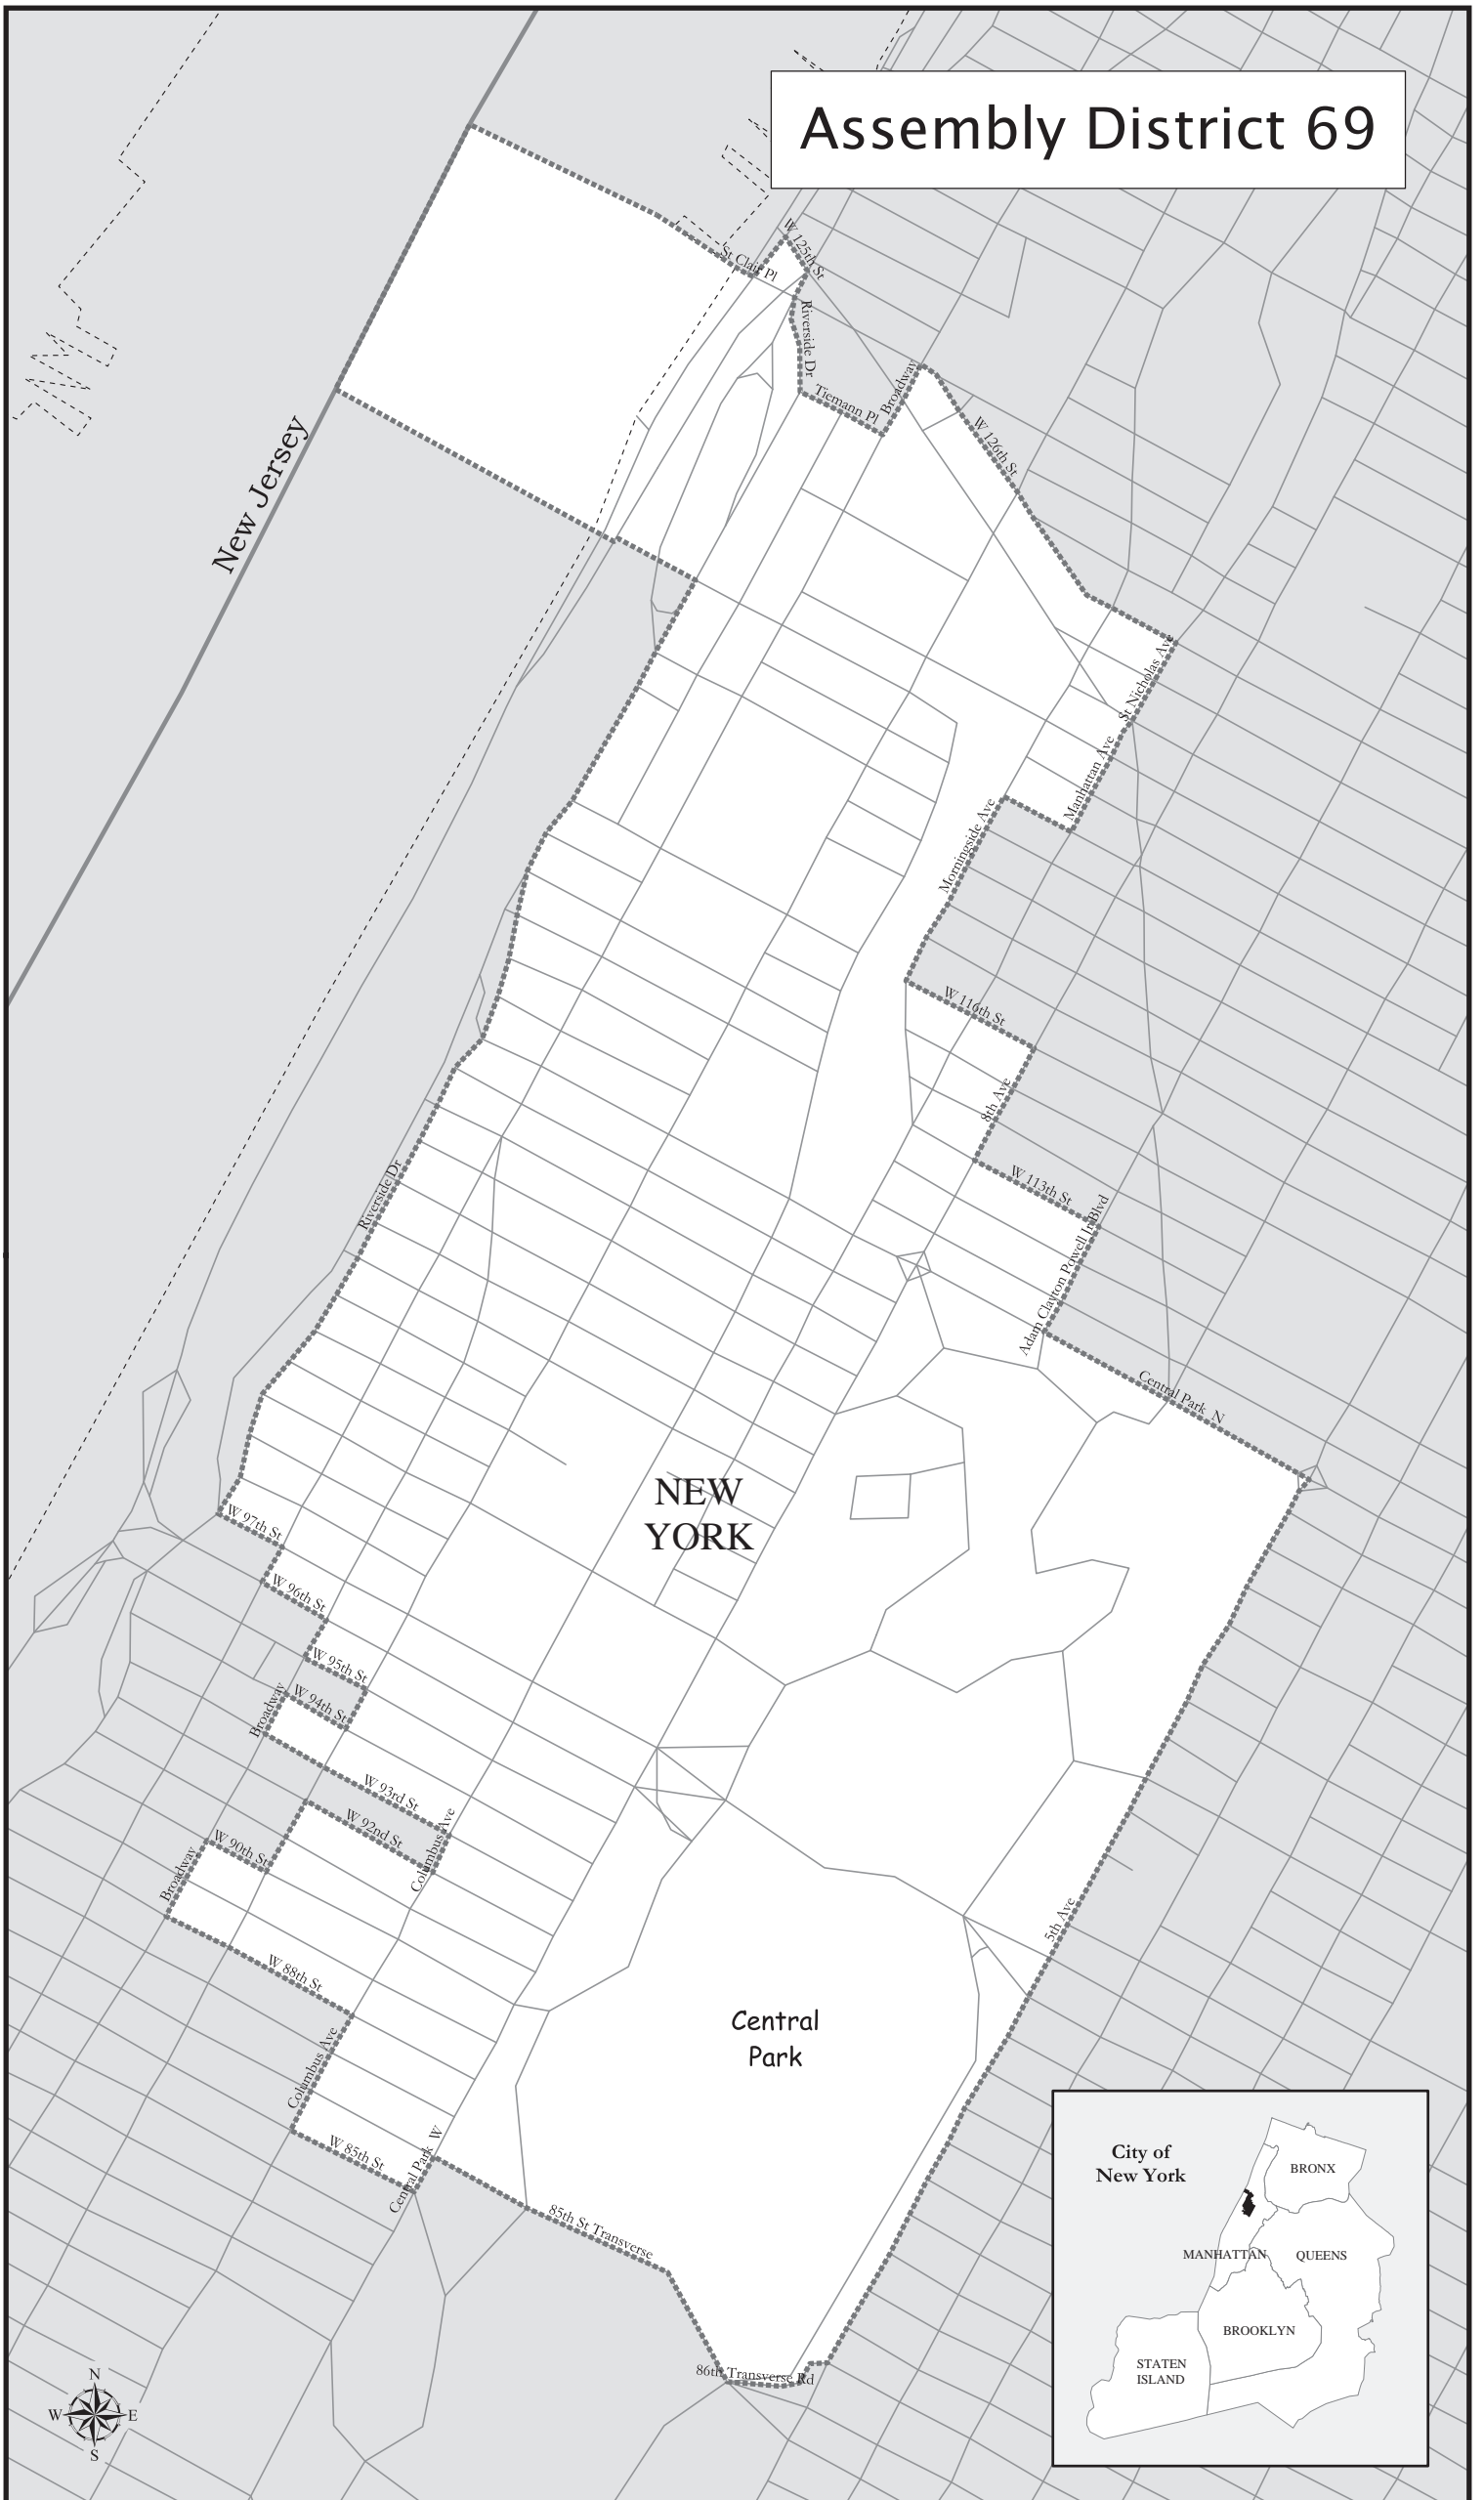 Assembly District 69
W 125th St
St Clair Pl
Riverside Dr
Tiemann Pl
Broadway
W 126th St
New Jersey
St Nicholas Ave
Manhattan Ave
Morningside Ave
W 116th St
8th Ave
W 113th St
Riverside Dr
Adam Clayton Powell Jr Blvd
Central Park N
NEW
YORK
W 97th St
W 96th St
W 95th St
W 94th St
Broadway
W 93rd St
W 92nd St
Columbus Ave
W 90th St
Broadway
5th Ave
W 88th St
Central
Park
Columbus Ave
W 85th St
Central Park W
85th St Transverse
86th Transverse Rd
City of
New York
BRONX
MANHATTAN
QUEENS
BROOKLYN
STATEN
ISLAND
N
W
E
S